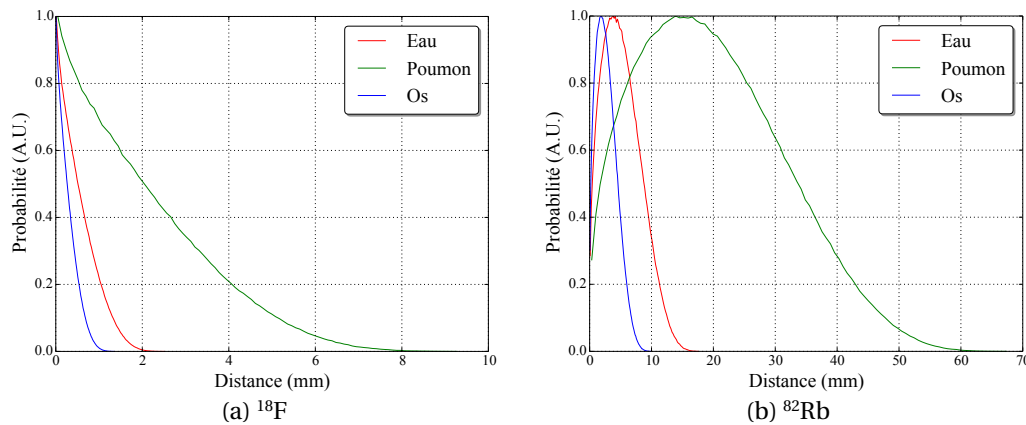 1.0
0.8
0.6
0.4
0.2
0.0
Probabilité (A.U.)
Eau
Poumon
Os
0 2 4 6 8 10
Distance (mm)
(a) ¹⁸F
1.0
0.8
0.6
0.4
0.2
0.0
Probabilité (A.U.)
Eau
Poumon
Os
0 10 20 30 40 50 60 70
Distance (mm)
(b) ⁸²Rb